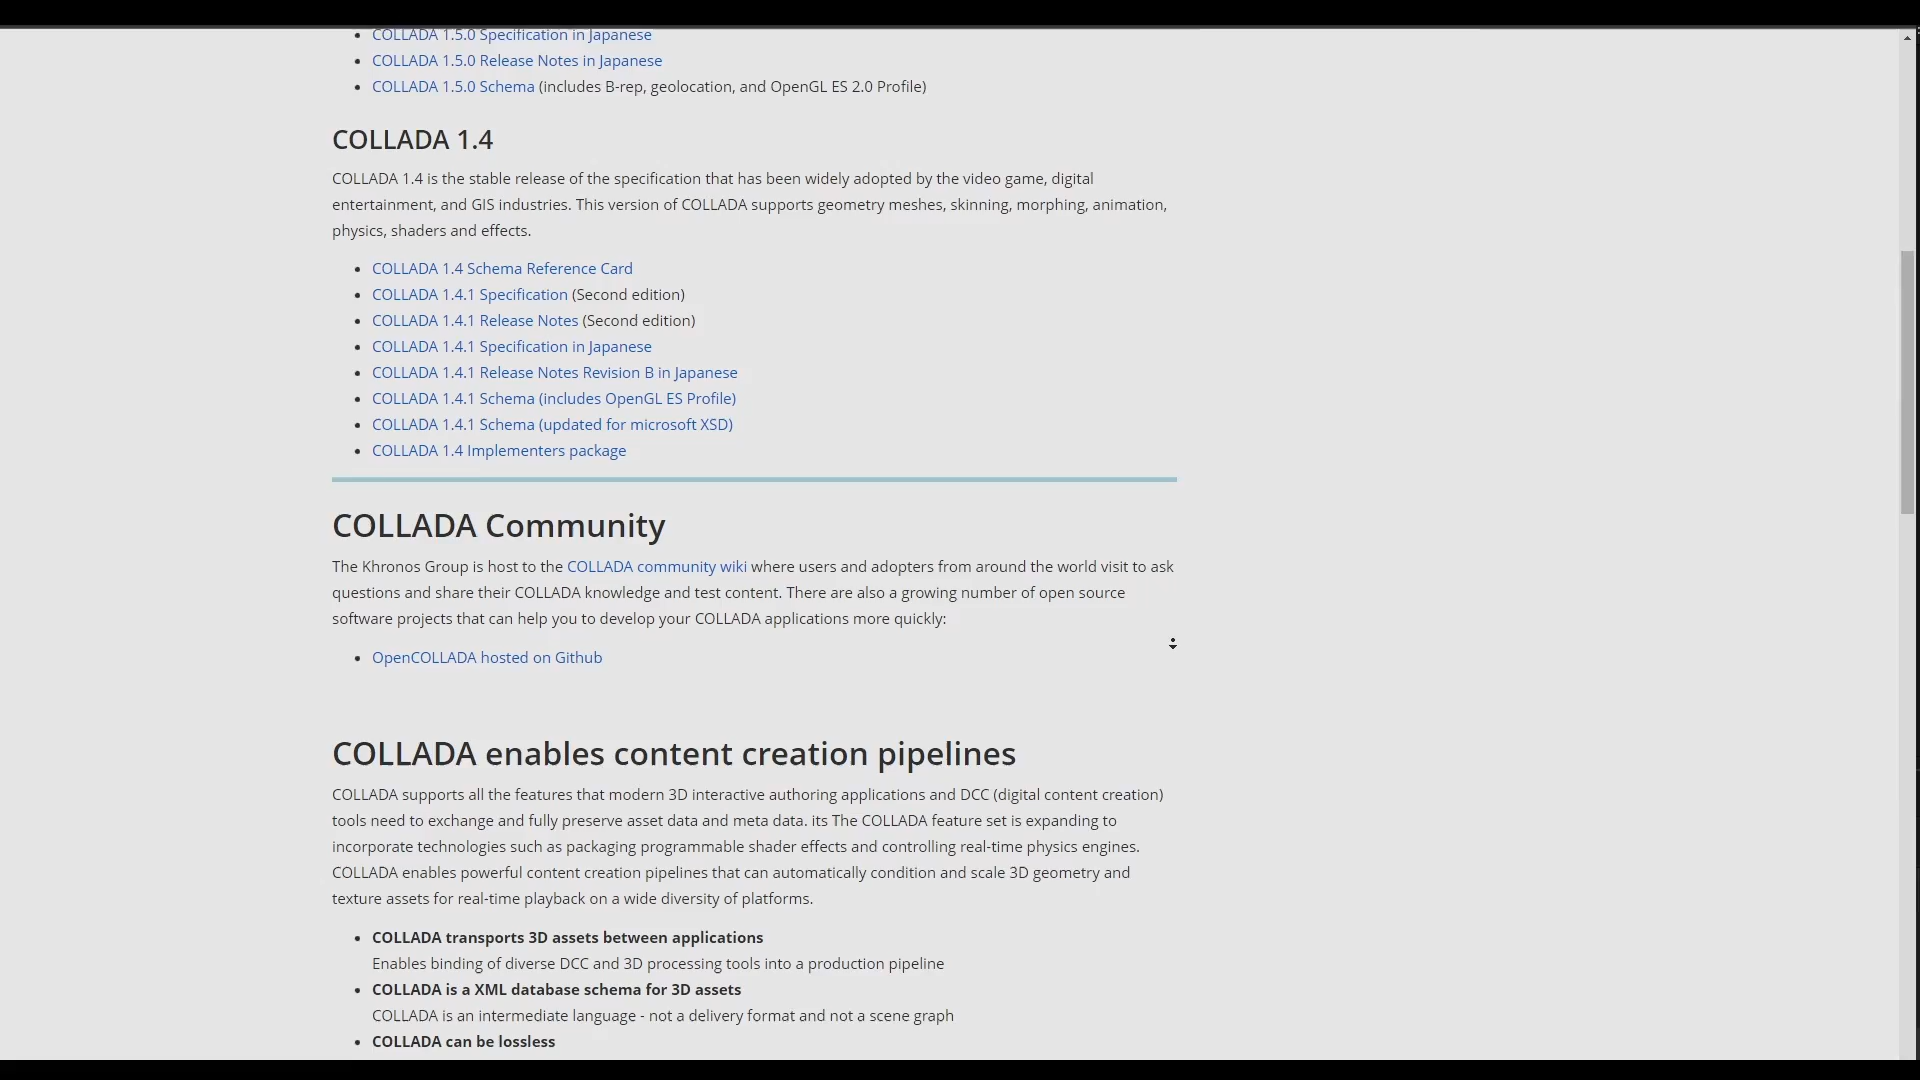 COLLADA 1.5.0 Specification in Japanese
COLLADA 1.5.0 Release Notes in Japanese
COLLADA 1.5.0 Schema (includes B-rep, geolocation, and OpenGL ES 2.0 Profile)
COLLADA 1.4
COLLADA 1.4 is the stable release of the specification that has been widely adopted by the video game, digital
entertainment, and GIS industries. This version of COLLADA supports geometry meshes, skinning, morphing, animation,
physics, shaders and effects.
COLLADA 1.4 Schema Reference Card
COLLADA 1.4.1 Specification (Second edition)
COLLADA 1.4.1 Release Notes (Second edition)
COLLADA 1.4.1 Specification in Japanese
COLLADA 1.4.1 Release Notes Revision B in Japanese
COLLADA 1.4.1 Schema (includes OpenGL ES Profile)
COLLADA 1.4.1 Schema (updated for microsoft XSD)
COLLADA 1.4 Implementers package
COLLADA Community
The Khronos Group is host to the COLLADA community wiki where users and adopters from around the world visit to ask
questions and share their COLLADA knowledge and test content. There are also a growing number of open source
software projects that can help you to develop your COLLADA applications more quickly:
OpenCOLLADA hosted on Github
COLLADA enables content creation pipelines
COLLADA supports all the features that modern 3D interactive authoring applications and DCC (digital content creation)
tools need to exchange and fully preserve asset data and meta data. its The COLLADA feature set is expanding to
incorporate technologies such as packaging programmable shader effects and controlling real-time physics engines.
COLLADA enables powerful content creation pipelines that can automatically condition and scale 3D geometry and
texture assets for real-time playback on a wide diversity of platforms.
COLLADA transports 3D assets between applications
Enables binding of diverse DCC and 3D processing tools into a production pipeline
COLLADA is a XML database schema for 3D assets
COLLADA is an intermediate language - not a delivery format and not a scene graph
COLLADA can be lossless